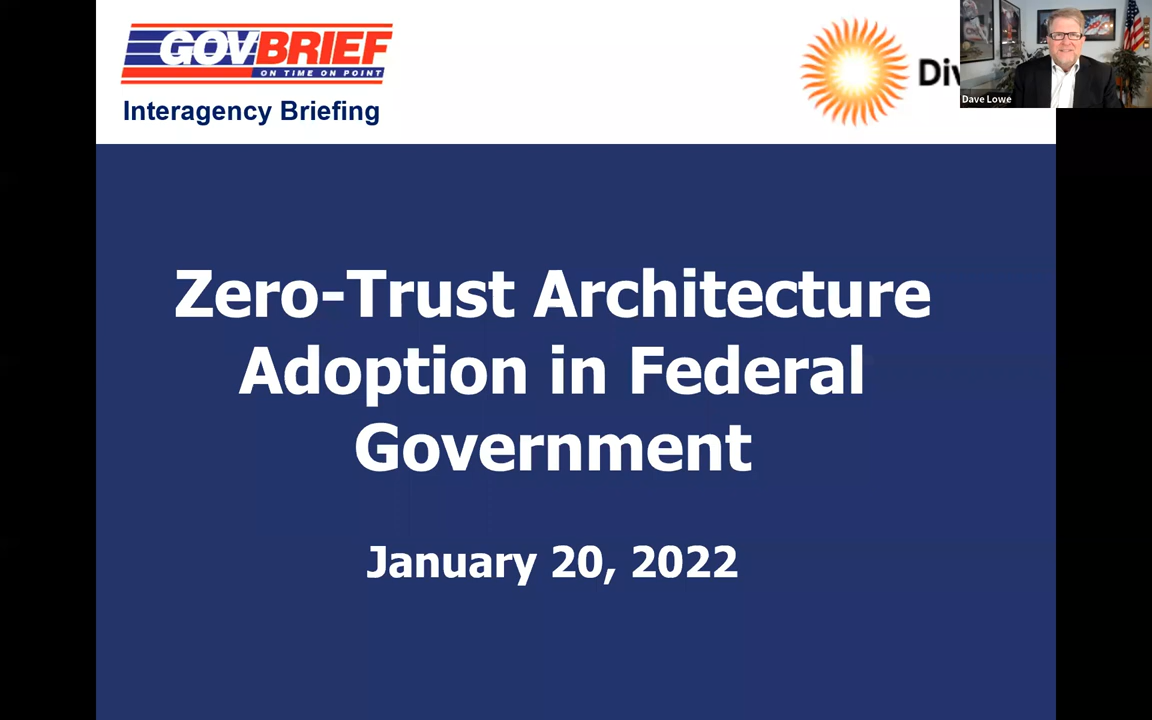 GOVBRIEF
ON TIME ON POINT
Interagency Briefing
Dave Lowe
Zero-Trust Architecture
Adoption in Federal
Government
January 20, 2022